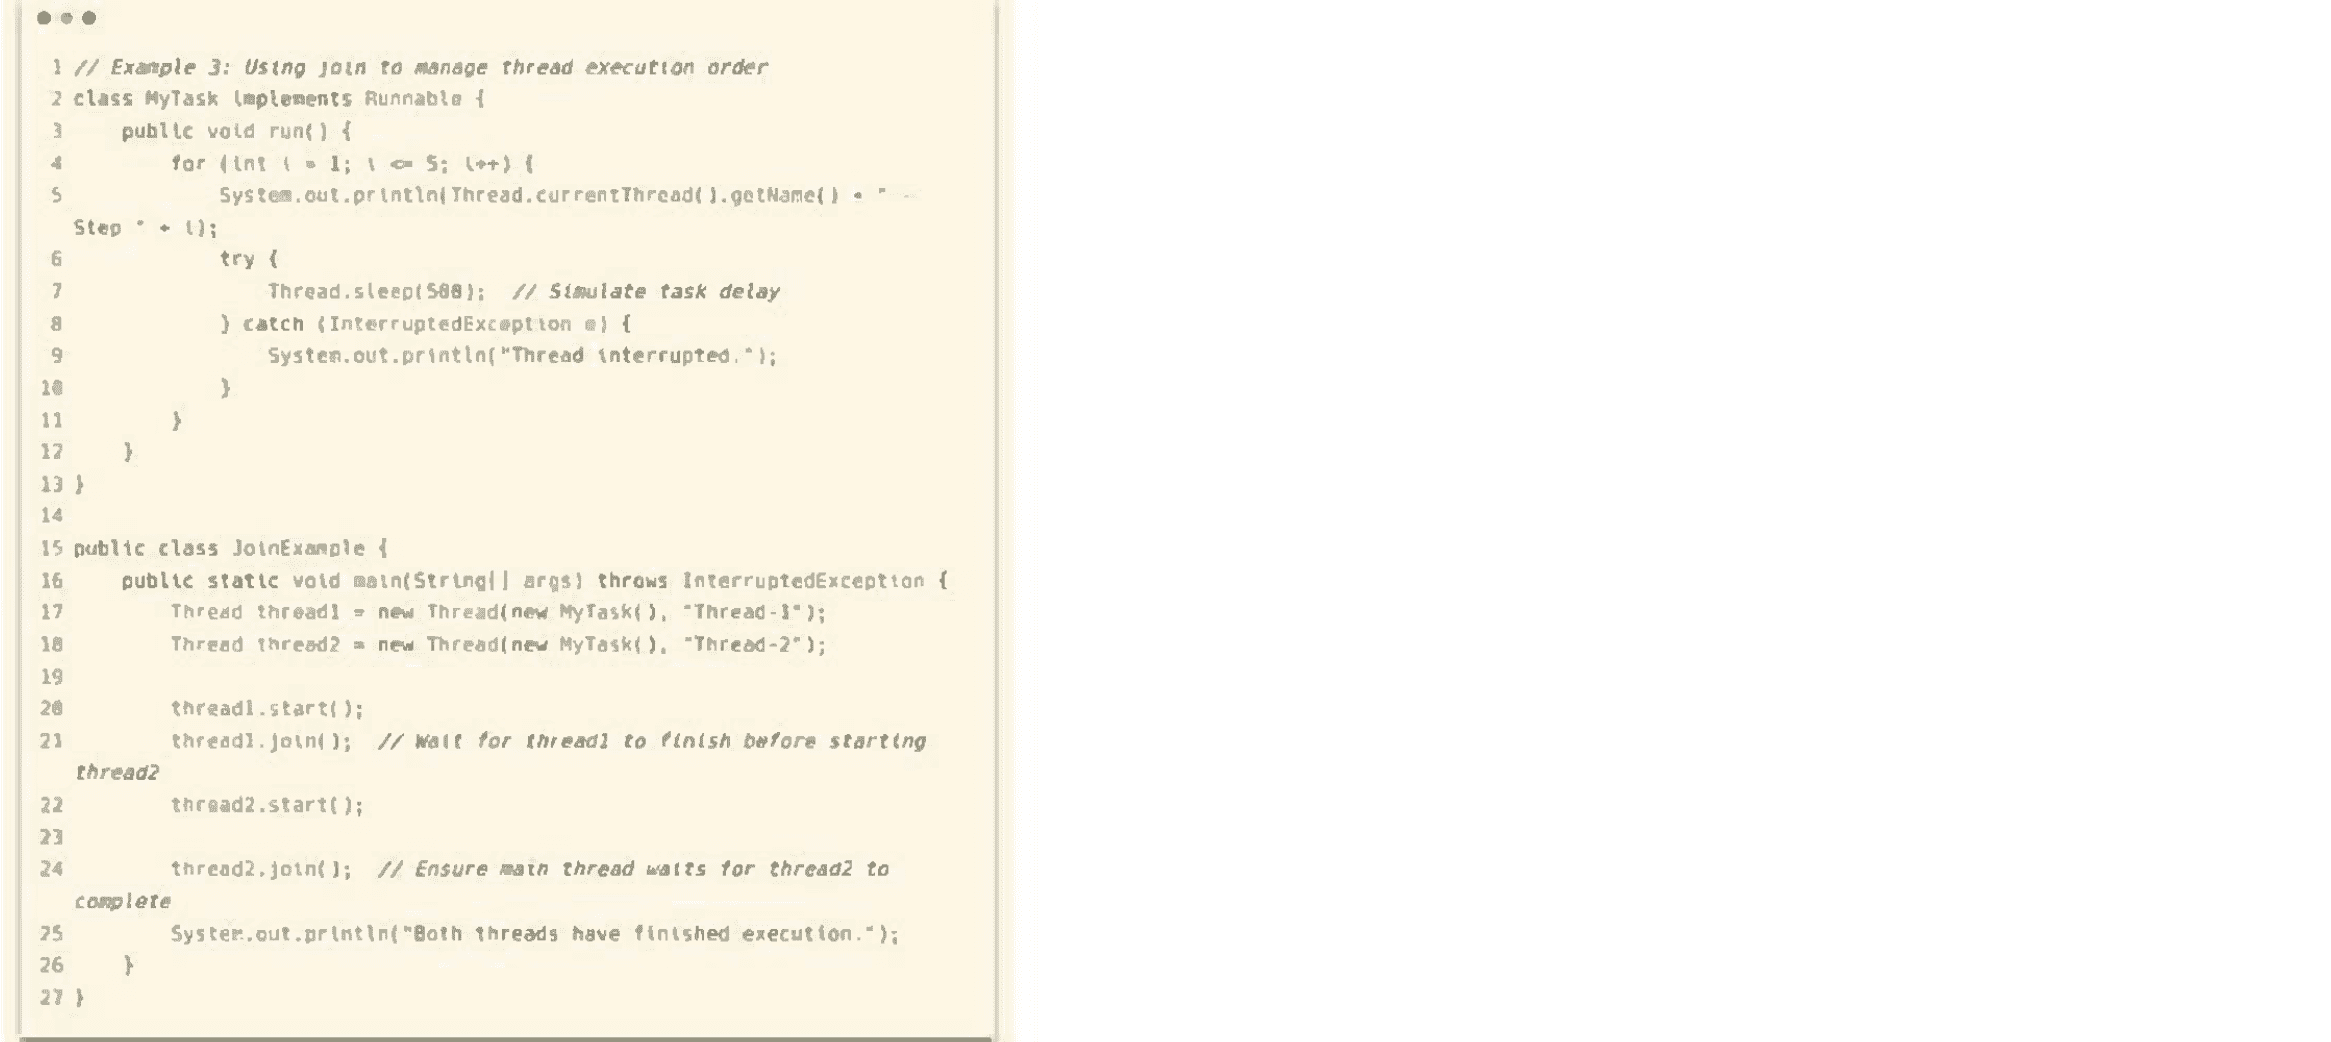 1 // Example 3: Using join to manage thread execution order
2 class MyTask implements Runnable {
3     public void run() {
4         for (int i = 1; i <= 5; i++) {
5             System.out.println(Thread.currentThread().getName() + " -
Step " + i);
6             try {
7                 Thread.sleep(500);  // Simulate task delay
8             } catch (InterruptedException e) {
9                 System.out.println("Thread interrupted.");
10             }
11         }
12     }
13 }
14
15 public class JoinExample {
16     public static void main(String[] args) throws InterruptedException {
17         Thread thread1 = new Thread(new MyTask(), "Thread-1");
18         Thread thread2 = new Thread(new MyTask(), "Thread-2");
19
20         thread1.start();
21         thread1.join();  // Wait for thread1 to finish before starting
thread2
22         thread2.start();
23
24         thread2.join();  // Ensure main thread waits for thread2 to
complete
25         System.out.println("Both threads have finished execution.");
26     }
27 }